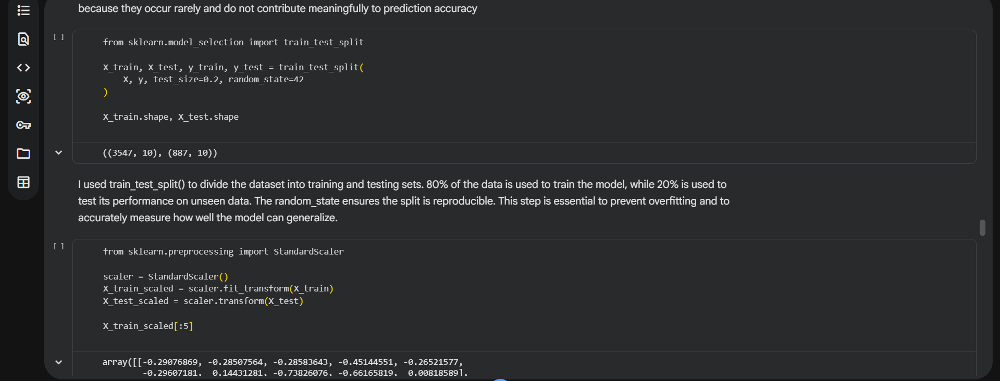 because they occur rarely and do not contribute meaningfully to prediction accuracy
[ ]
from sklearn.model_selection import train_test_split
X_train, X_test, y_train, y_test = train_test_split(
X, y, test_size=0.2, random_state=42
)
X_train.shape, X_test.shape
((3547, 10), (887, 10))
I used train_test_split() to divide the dataset into training and testing sets. 80% of the data is used to train the model, while 20% is used to
test its performance on unseen data. The random_state ensures the split is reproducible. This step is essential to prevent overfitting and to
accurately measure how well the model can generalize.
[ ]
from sklearn.preprocessing import StandardScaler
scaler = StandardScaler()
X_train_scaled = scaler.fit_transform(X_train)
X_test_scaled = scaler.transform(X_test)
X_train_scaled[:5]
array([[-0.29076869, -0.28507564, -0.28583643, -0.45144551, -0.26521577,
-0.29607181, 0.14431281, -0.73826076, -0.66165819, 0.00818589],